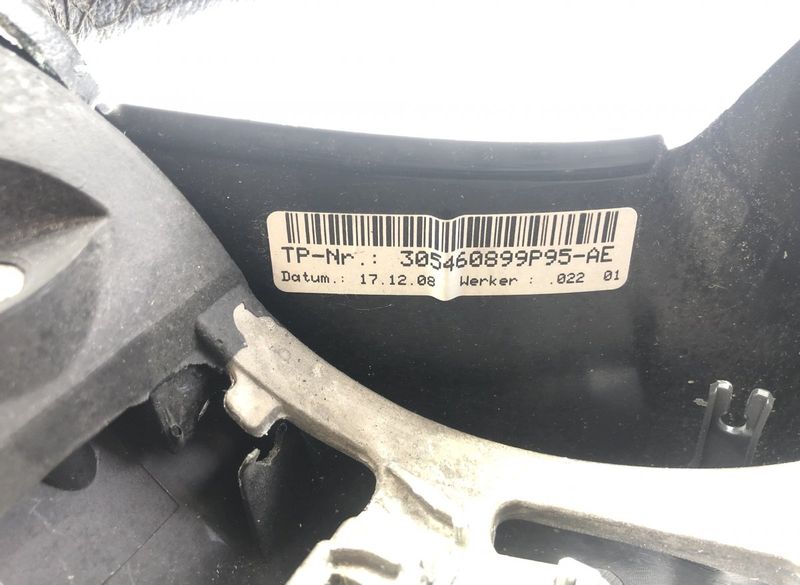 TP-Nr.: 305460899P95-AE
Datum.: 17.12.08 Werker : .022 01